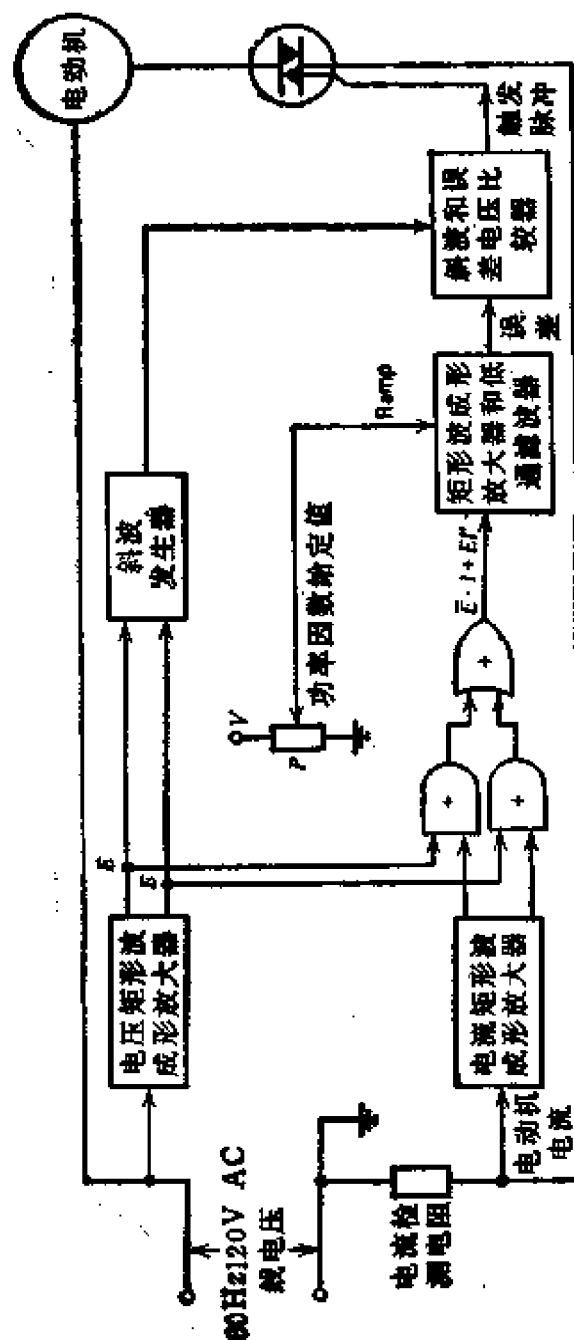 60Hz120V AC
线电压
电压矩形波
成形放大器
E
E
斜波
发生器
电动机
V
P
功率因数给定值
Ramp
电流检
测电阻
电动机
电流
电流矩形波
成形放大器
+
+
+
矩形波成形
放大器和低
通滤波器
误
差
斜波和误
差电压比
较器
触发
脉冲